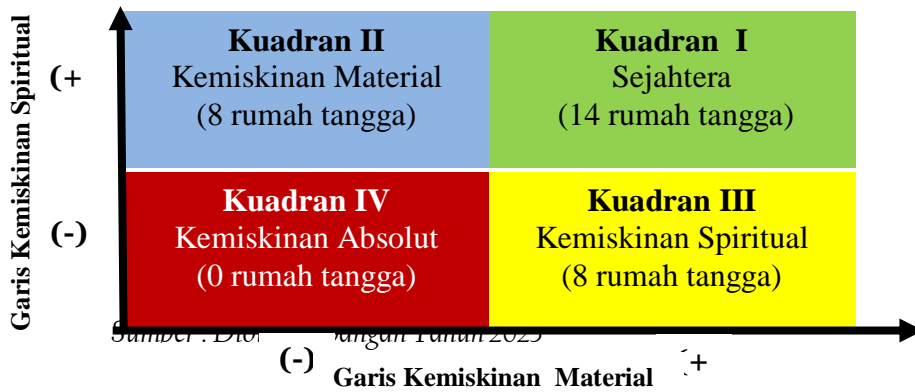 Garis Kemiskinan Spiritual
(+
(-)
Kuadran II
Kemiskinan Material
(8 rumah tangga)
Kuadran I
Sejahtera
(14 rumah tangga)
Kuadran IV
Kemiskinan Absolut
(0 rumah tangga)
Kuadran III
Kemiskinan Spiritual
(8 rumah tangga)
Tahun 2023
(-)
(+
Garis Kemiskinan Material